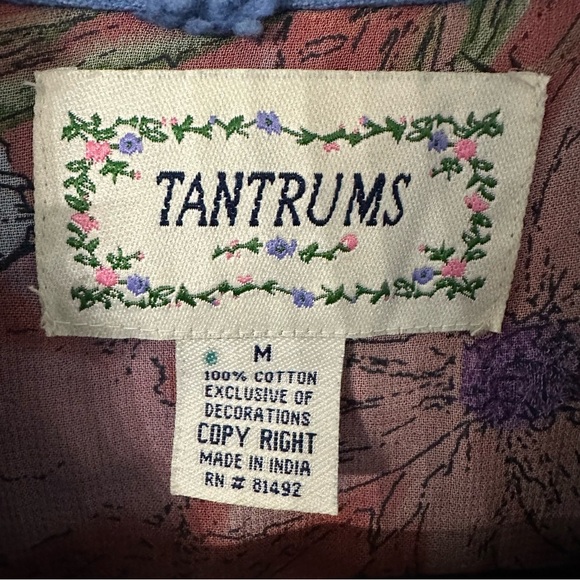 TANTRUMS
M
100% COTTON
EXCLUSIVE OF
DECORATIONS
COPY RIGHT
MADE IN INDIA
RN # 81492